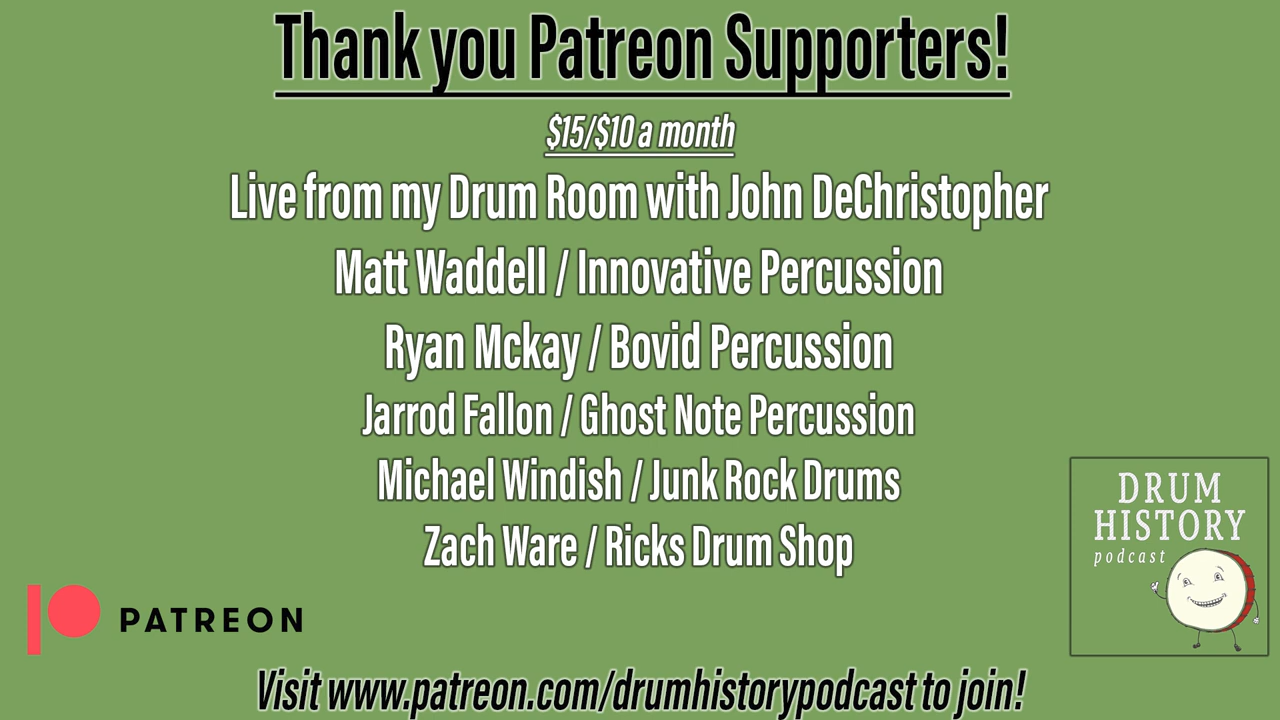 Thank you Patreon Supporters!
$15/$10 a month
Live from my Drum Room with John DeChristopher
Matt Waddell / Innovative Percussion
Ryan Mckay / Bovid Percussion
Jarrod Fallon / Ghost Note Percussion
Michael Windish / Junk Rock Drums
Zach Ware / Ricks Drum Shop
DRUM
HISTORY
podcast
PATREON
Visit www.patreon.com/drumhistorypodcast to join!